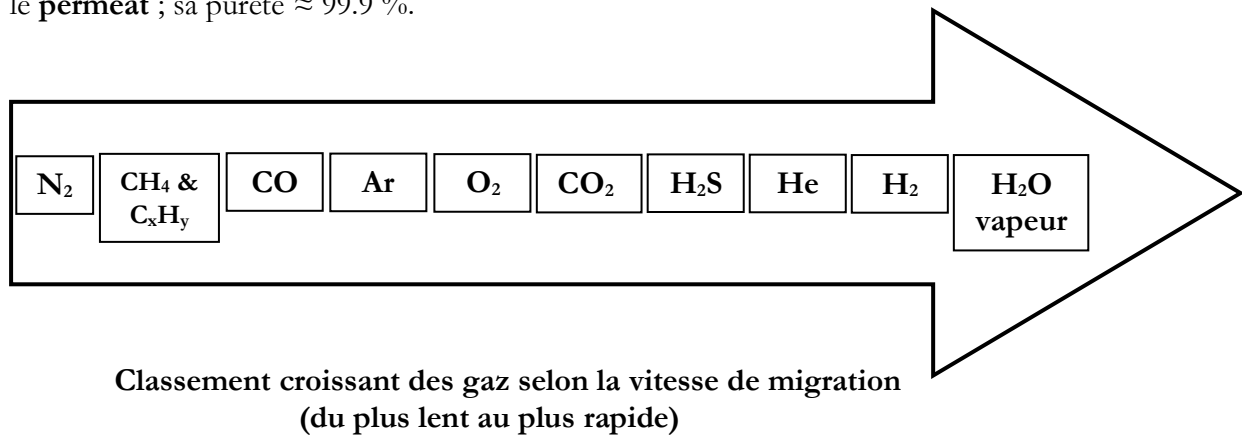 le perméat ; sa pureté ≈ 99.9 %.
N₂
CH₄ &
CₓHᵧ
CO
Ar
O₂
CO₂
H₂S
He
H₂
H₂O
vapeur
Classement croissant des gaz selon la vitesse de migration
(du plus lent au plus rapide)